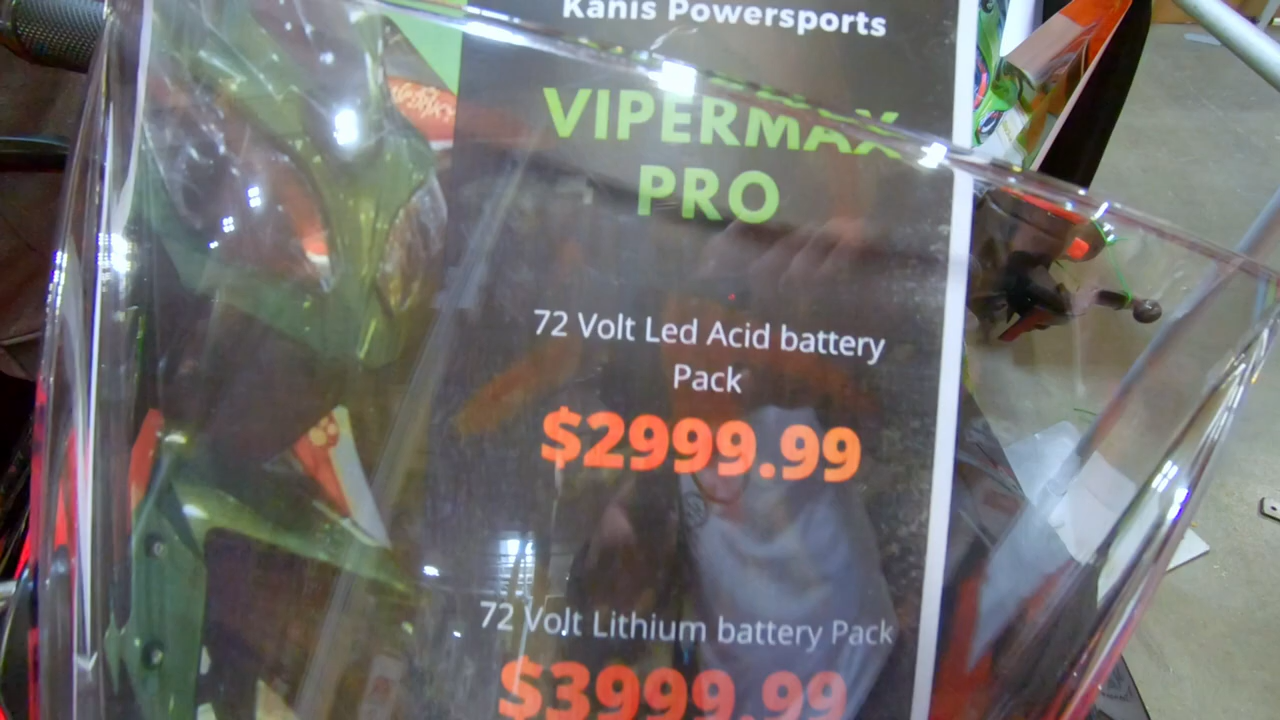 Kanis Powersports
VIPERMAX
PRO
72 Volt Led Acid battery
Pack
$2999.99
72 Volt Lithium battery Pack
$3999.99